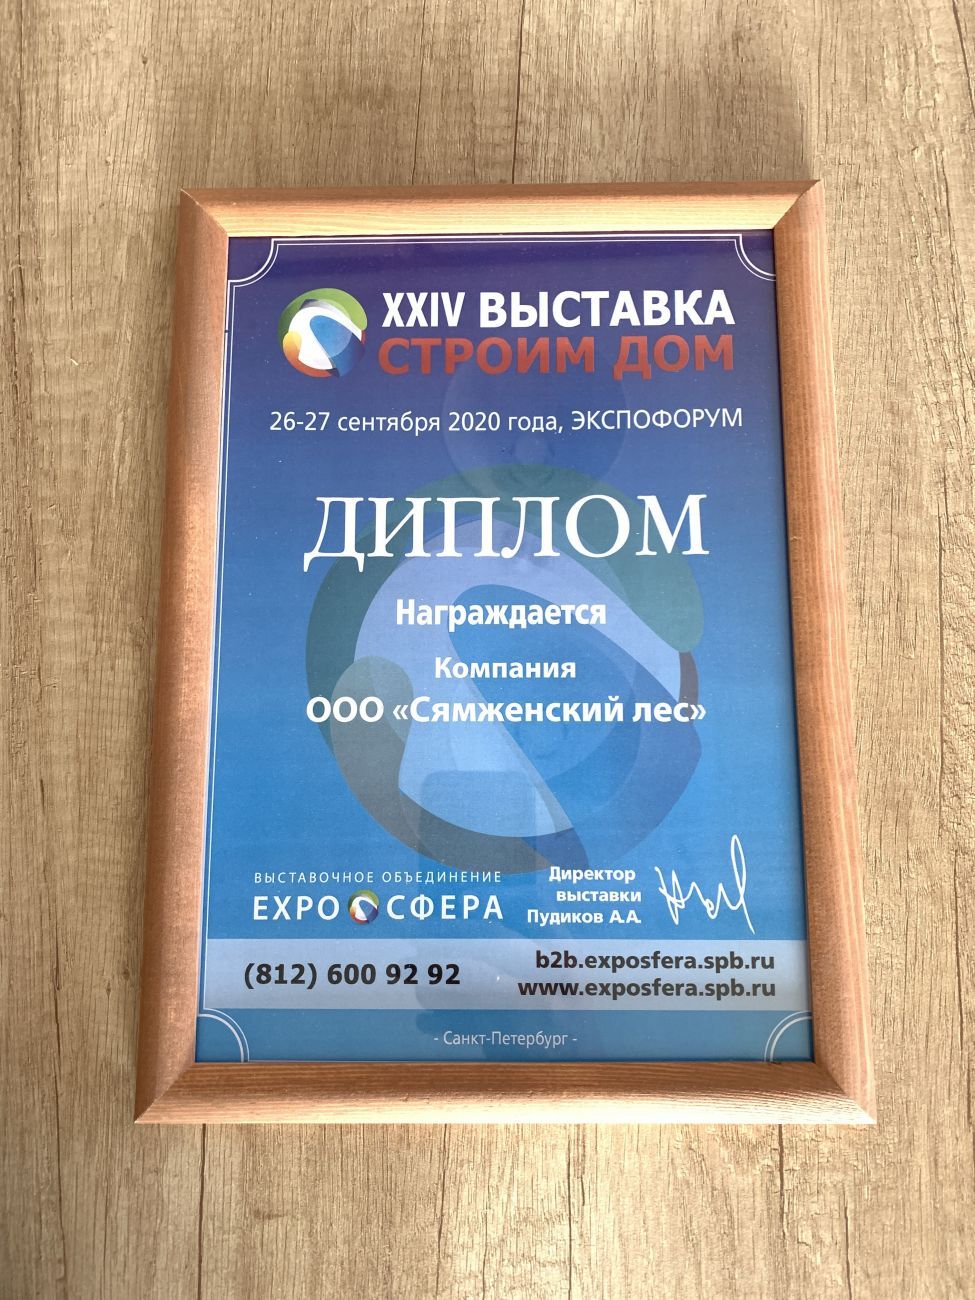 XXIV ВЫСТАВКА
СТРОИМ ДОМ
26-27 сентября 2020 года, ЭКСПОФОРУМ
ДИПЛОМ
Награждается
Компания
ООО «Сямженский лес»
ВЫСТАВОЧНОЕ ОБЪЕДИНЕНИЕ
EXPO СФЕРА
Директор
выставки
Пудиков А.А.
(812) 600 92 92
b2b.exposfera.spb.ru
www.exposfera.spb.ru
- Санкт-Петербург -